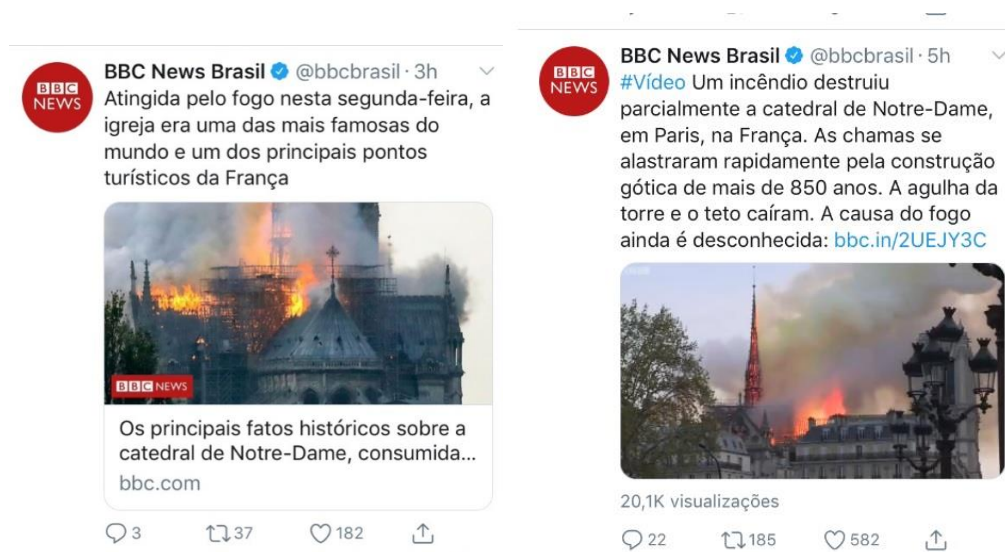 BBC NEWS
BBC News Brasil @bbcbrasil · 3h
Atingida pelo fogo nesta segunda-feira, a
igreja era uma das mais famosas do
mundo e um dos principais pontos
turísticos da França
BBC NEWS
Os principais fatos históricos sobre a
catedral de Notre-Dame, consumida...
bbc.com
3 37 182
BBC NEWS
BBC News Brasil @bbcbrasil · 5h
#Vídeo Um incêndio destruiu
parcialmente a catedral de Notre-Dame,
em Paris, na França. As chamas se
alastraram rapidamente pela construção
gótica de mais de 850 anos. A agulha da
torre e o teto caíram. A causa do fogo
ainda é desconhecida: bbc.in/2UEJY3C
20,1K visualizações
22 185 582